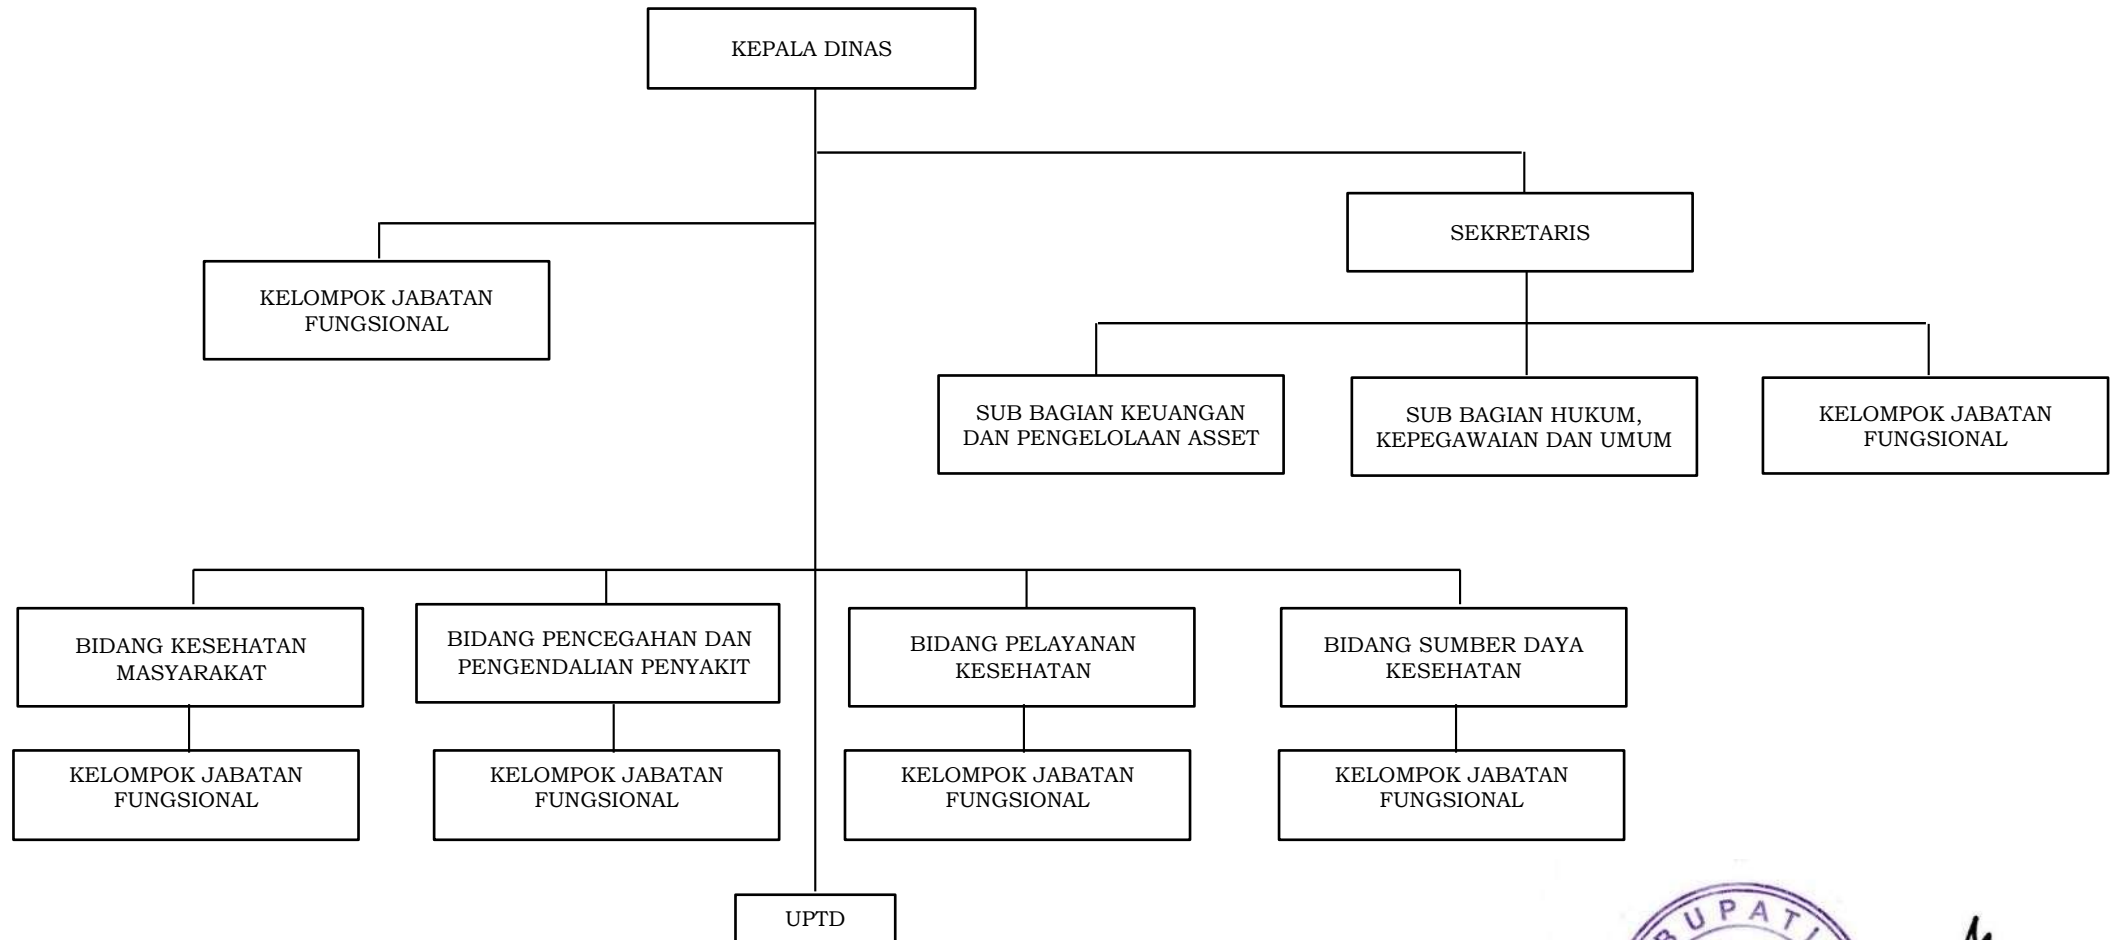 KEPALA DINAS
SEKRETARIS
KELOMPOK JABATAN
FUNGSIONAL
SUB BAGIAN KEUANGAN
DAN PENGELOLAAN ASSET
SUB BAGIAN HUKUM,
KEPEGAWAIAN DAN UMUM
KELOMPOK JABATAN
FUNGSIONAL
BIDANG KESEHATAN
MASYARAKAT
BIDANG PENCEGAHAN DAN
PENGENDALIAN PENYAKIT
BIDANG PELAYANAN
KESEHATAN
BIDANG SUMBER DAYA
KESEHATAN
KELOMPOK JABATAN
FUNGSIONAL
KELOMPOK JABATAN
FUNGSIONAL
KELOMPOK JABATAN
FUNGSIONAL
KELOMPOK JABATAN
FUNGSIONAL
UPTD
BUPATI